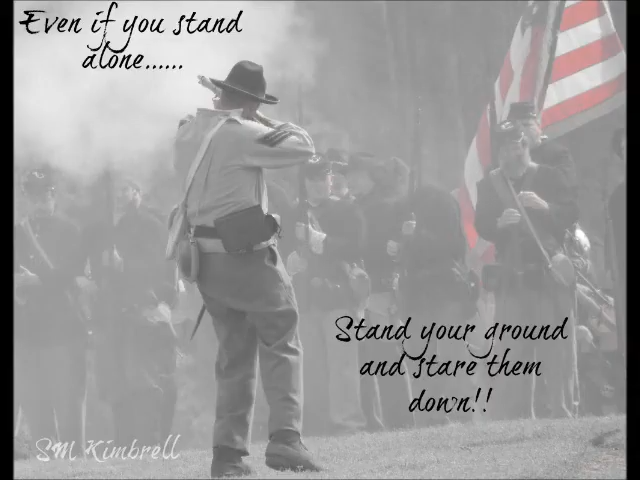 Even if you stand
alone......
Stand your ground
and stare them
down!!
SM Kimbrell